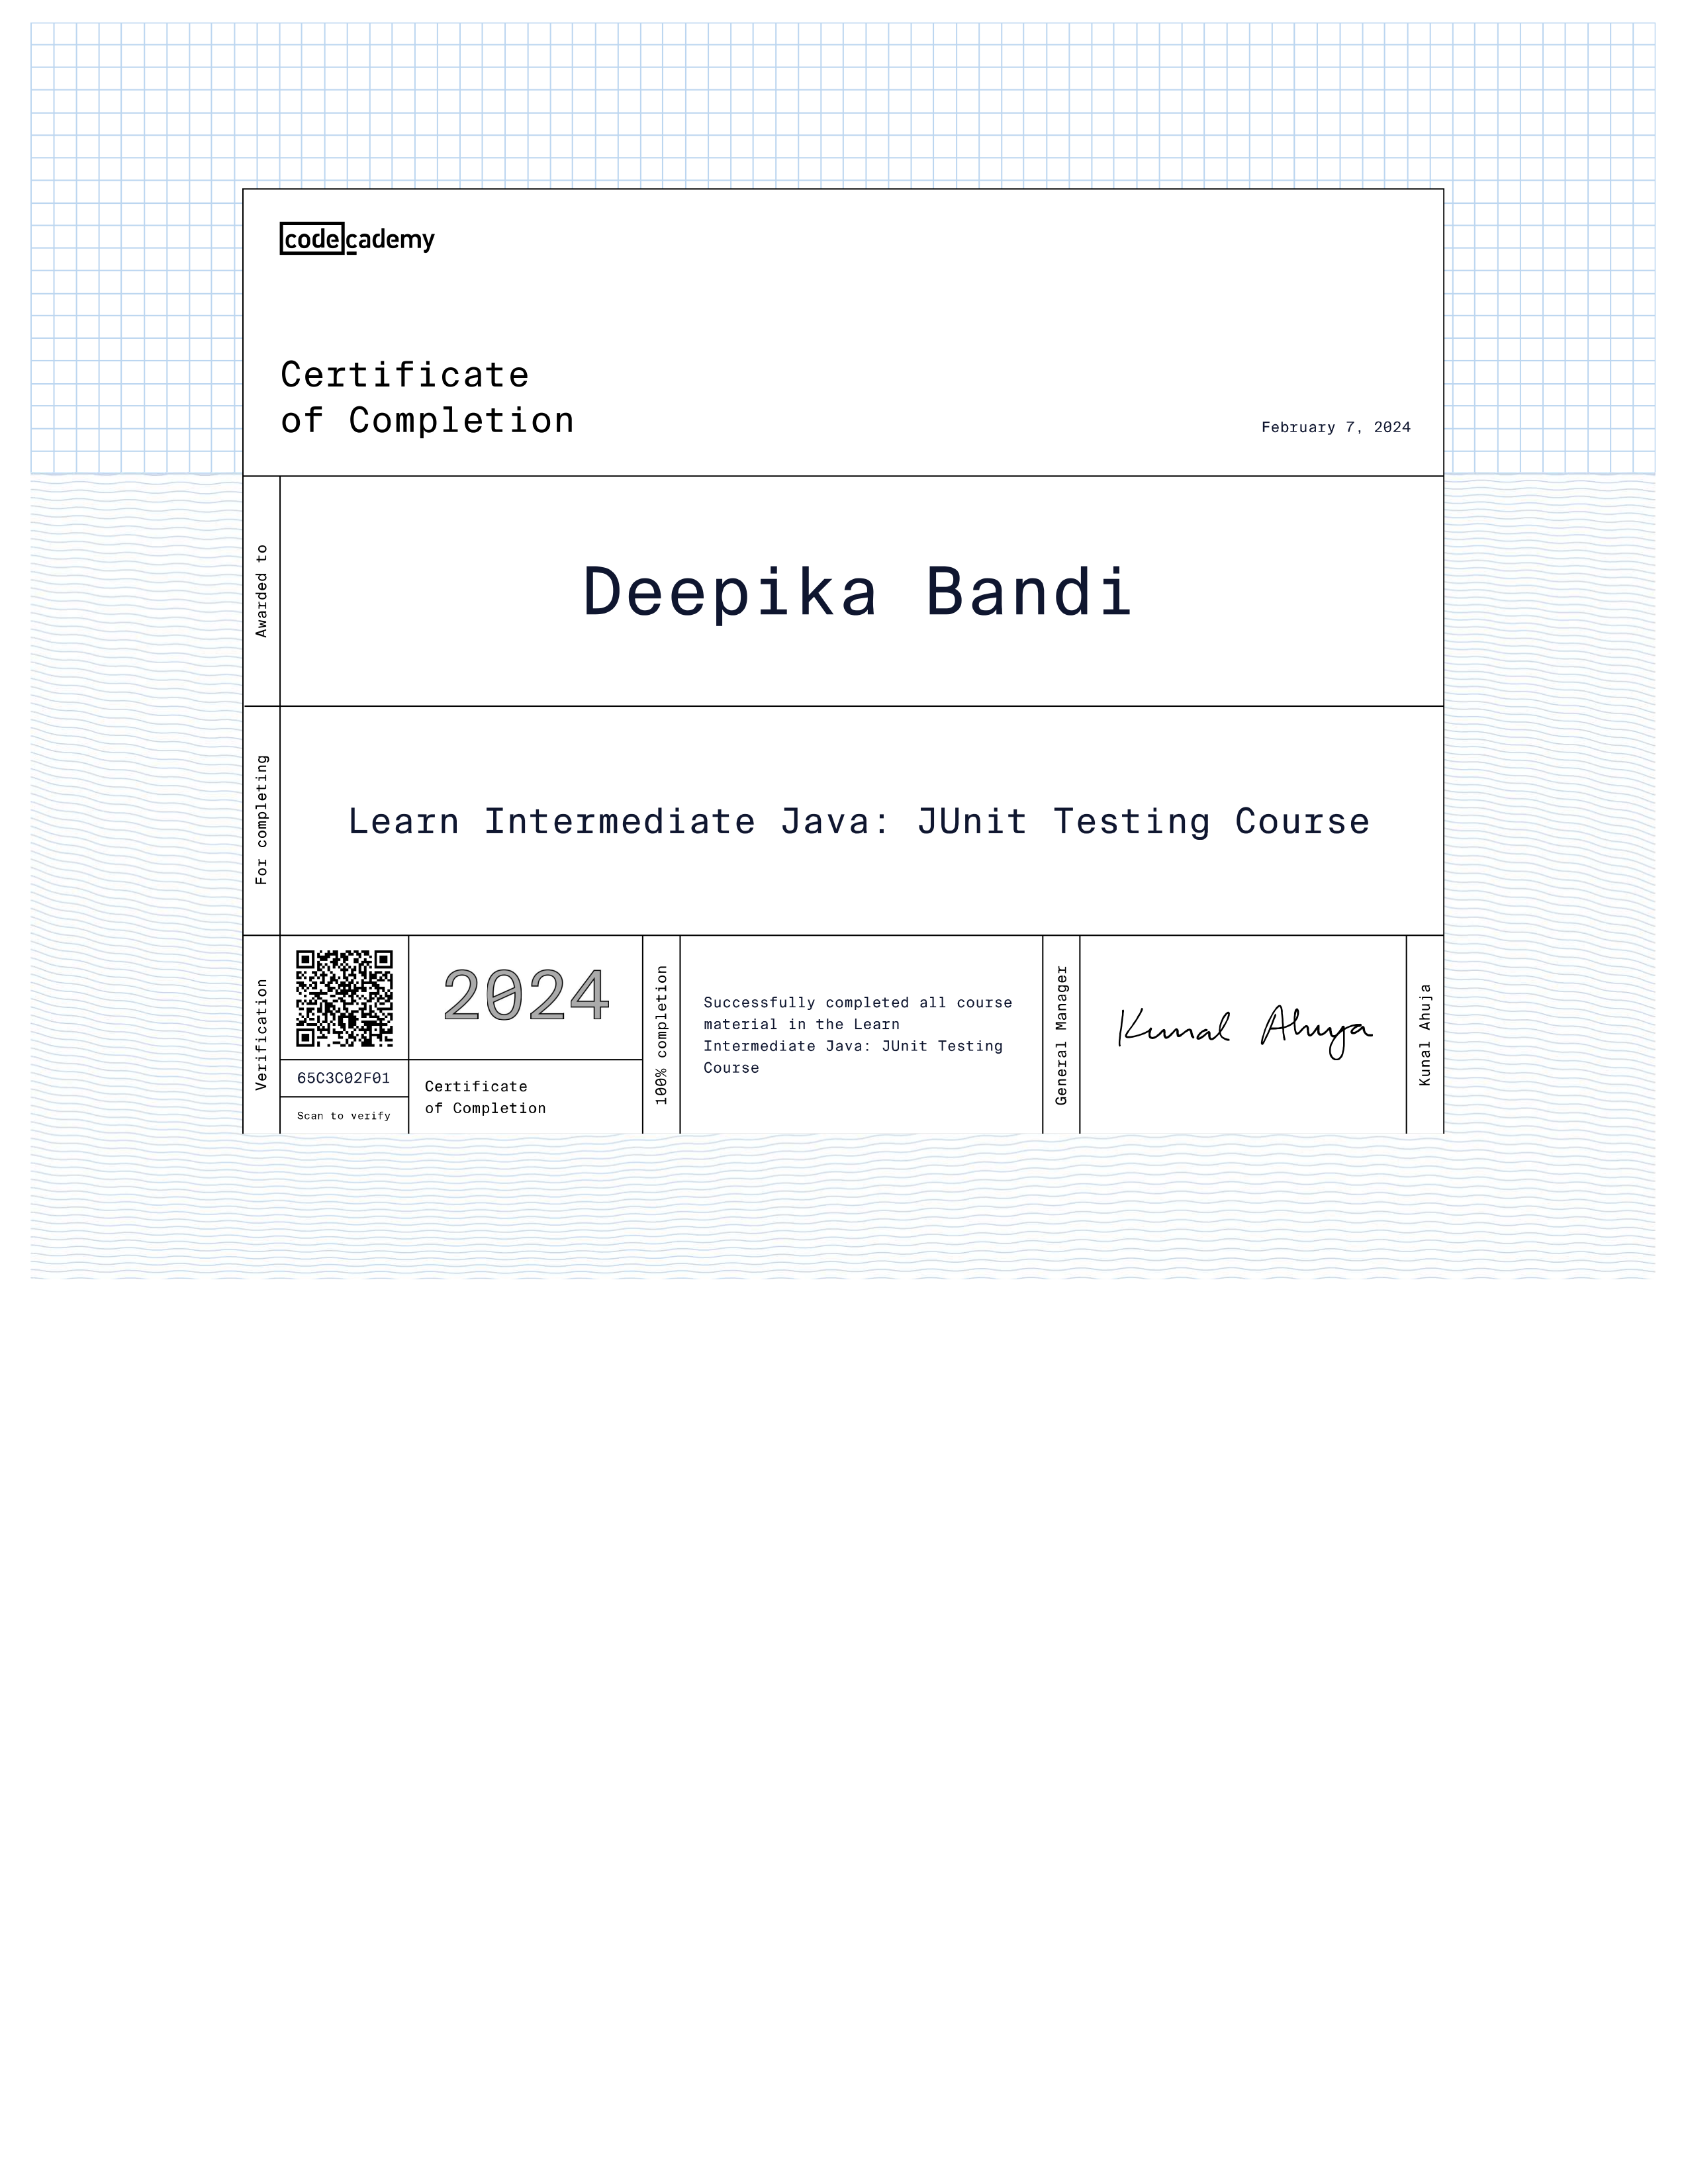 codecademy
Certificate
of Completion
February 7, 2024
Awarded to
Deepika Bandi
For completing
Learn Intermediate Java: JUnit Testing Course
Verification
65C3C02F01
Scan to verify
2024
Certificate
of Completion
100% completion
Successfully completed all course
material in the Learn
Intermediate Java: JUnit Testing
Course
General Manager
Kunal Ahuja
Kunal Ahuja